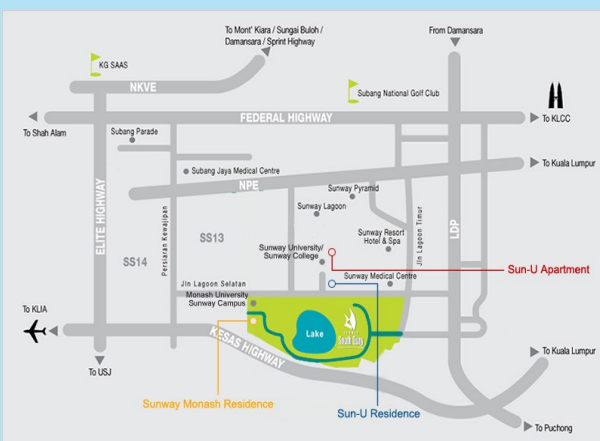 To Mont' Kiara / Sungai Buloh /
Damansara / Sprint Highway
From Damansara
KG SAAS
NKVE
Subang National Golf Club
FEDERAL HIGHWAY
To KLCC
To Shah Alam
Subang Parade
Subang Jaya Medical Centre
NPE
To Kuala Lumpur
Sunway Pyramid
Sunway Lagoon
ELITE HIGHWAY
Persiaran Kewajipan
SS13
SS14
Jln Lagoon Timur
LDP
Sunway Resort
Hotel & Spa
Sunway University/
Sunway College
Sun-U Apartment
Sunway Medical Centre
Jln Lagoon Selatan
Monash University
Sunway Campus
To KLIA
Lake
South Quay
KESAS HIGHWAY
To Kuala Lumpur
To USJ
Sunway Monash Residence
Sun-U Residence
To Puchong